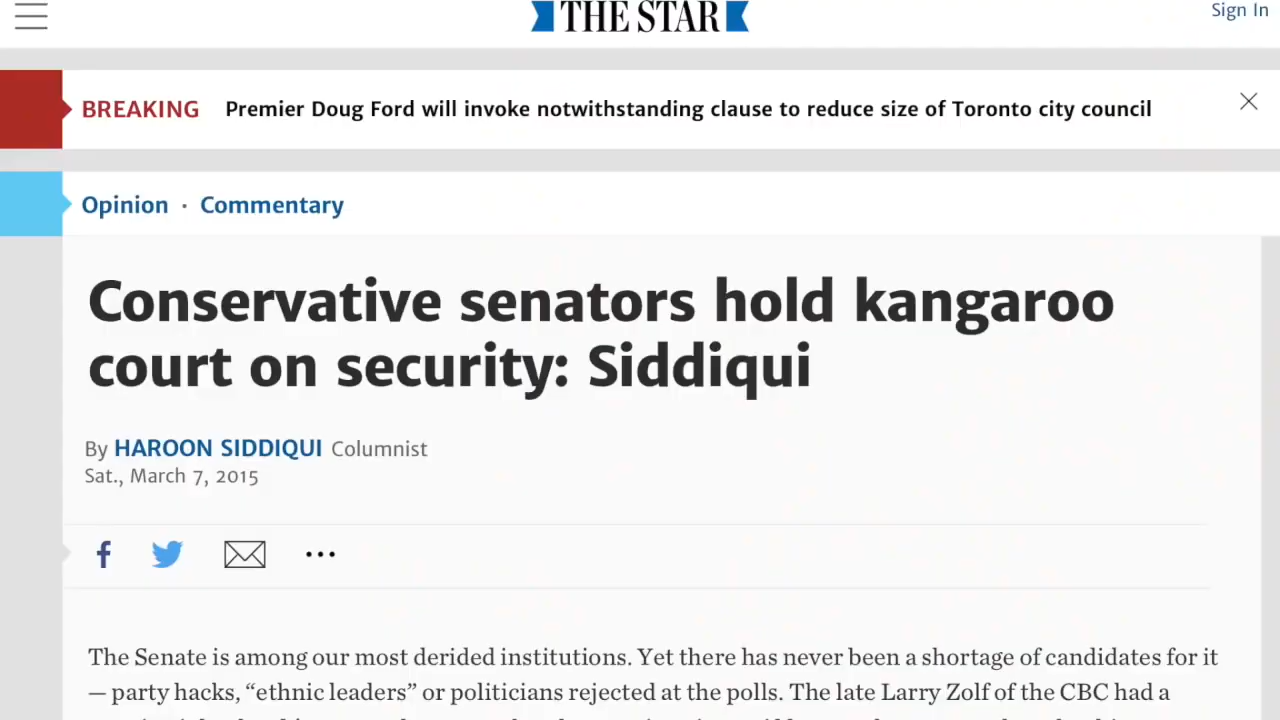 THE STAR
Sign In
BREAKING Premier Doug Ford will invoke notwithstanding clause to reduce size of Toronto city council
Opinion · Commentary
Conservative senators hold kangaroo
court on security: Siddiqui
By HAROON SIDDIQUI Columnist
Sat., March 7, 2015
The Senate is among our most derided institutions. Yet there has never been a shortage of candidates for it
— party hacks, “ethnic leaders” or politicians rejected at the polls. The late Larry Zolf of the CBC had a